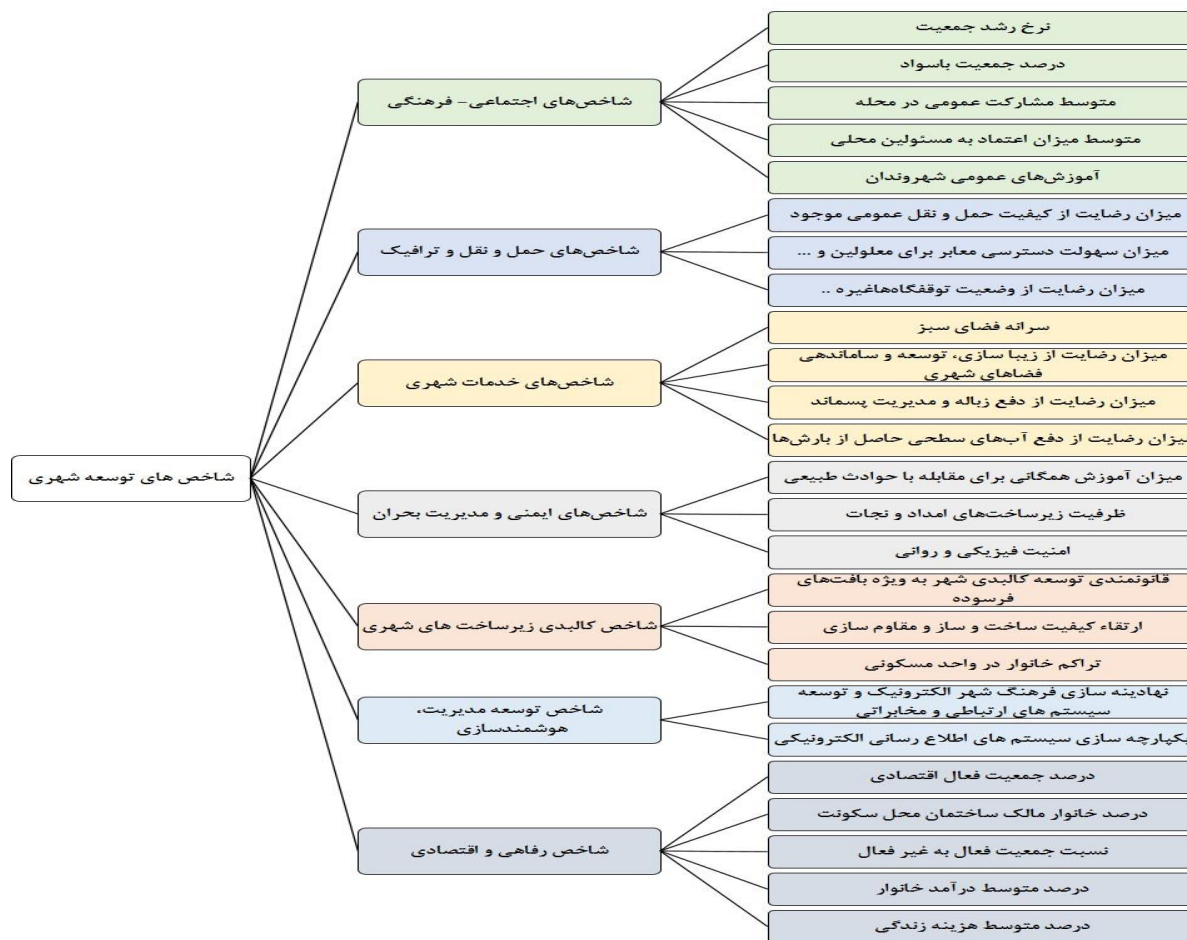 شاخص های توسعه شهری
شاخص‌های اجتماعی- فرهنگی
نرخ رشد جمعیت
درصد جمعیت باسواد
متوسط مشارکت عمومی در محله
متوسط میزان اعتماد به مسئولین محلی
آموزش‌های عمومی شهروندان
شاخص‌های حمل و نقل و ترافیک
میزان رضایت از کیفیت حمل و نقل عمومی موجود
میزان سهولت دسترسی معابر برای معلولین و ...
میزان رضایت از وضعیت توقفگاه‌هاغیره ..
شاخص‌های خدمات شهری
سرانه فضای سبز
میزان رضایت از زیبا سازی، توسعه و ساماندهی
فضاهای شهری
میزان رضایت از دفع زباله و مدیریت پسماند
میزان رضایت از دفع آب‌های سطحی حاصل از بارش‌ها
شاخص‌های ایمنی و مدیریت بحران
میزان آموزش همگانی برای مقابله با حوادث طبیعی
ظرفیت زیرساخت‌های امداد و نجات
امنیت فیزیکی و روانی
شاخص کالبدی زیرساخت های شهری
قانونمندی توسعه کالبدی شهر به ویژه بافت‌های
فرسوده
ارتقاء کیفیت ساخت و ساز و مقاوم سازی
تراکم خانوار در واحد مسکونی
شاخص توسعه مدیریت،
هوشمندسازی
نهادینه سازی فرهنگ شهر الکترونیک و توسعه
سیستم های ارتباطی و مخابراتی
یکپارچه سازی سیستم های اطلاع رسانی الکترونیکی
شاخص رفاهی و اقتصادی
درصد جمعیت فعال اقتصادی
درصد خانوار مالک ساختمان محل سکونت
نسبت جمعیت فعال به غیر فعال
درصد متوسط درآمد خانوار
درصد متوسط هزینه زندگی